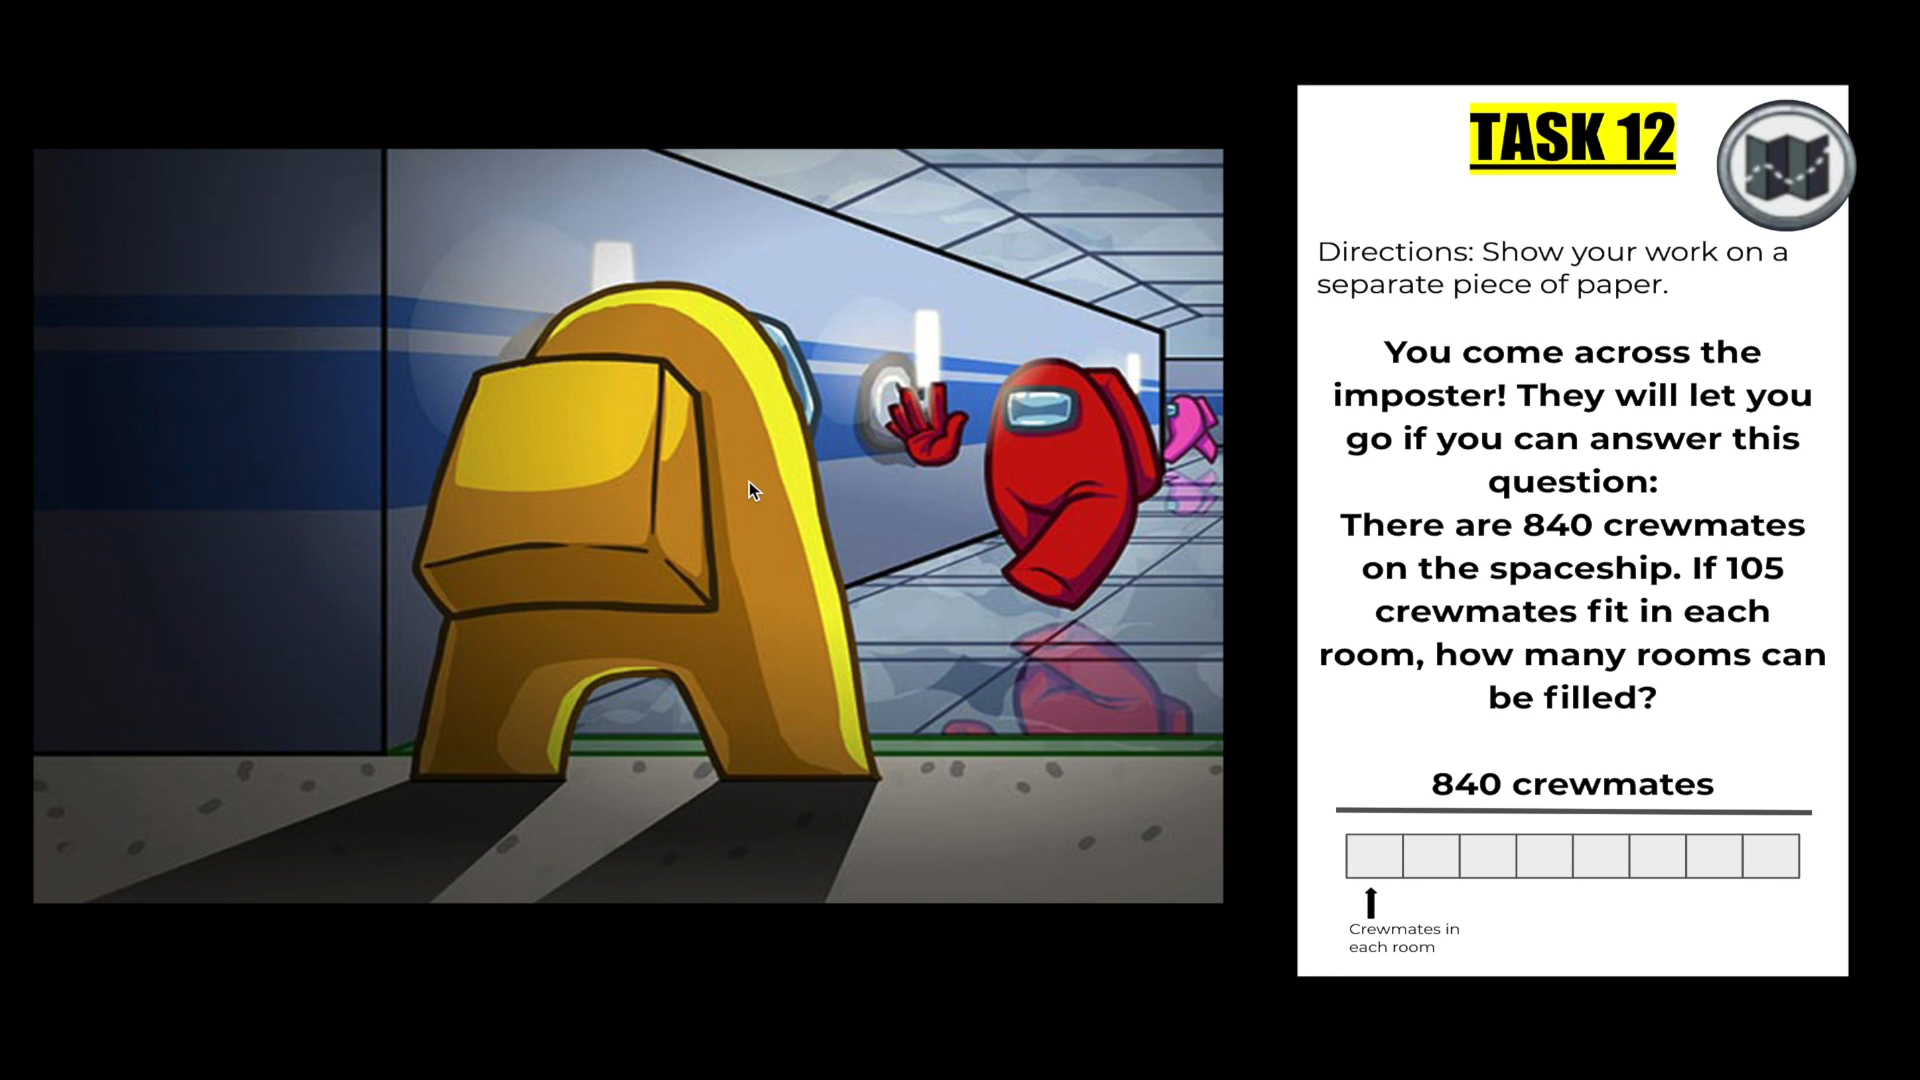 TASK 12
Directions: Show your work on a
separate piece of paper.
You come across the
imposter! They will let you
go if you can answer this
question:
There are 840 crewmates
on the spaceship. If 105
crewmates fit in each
room, how many rooms can
be filled?
840 crewmates
Crewmates in
each room